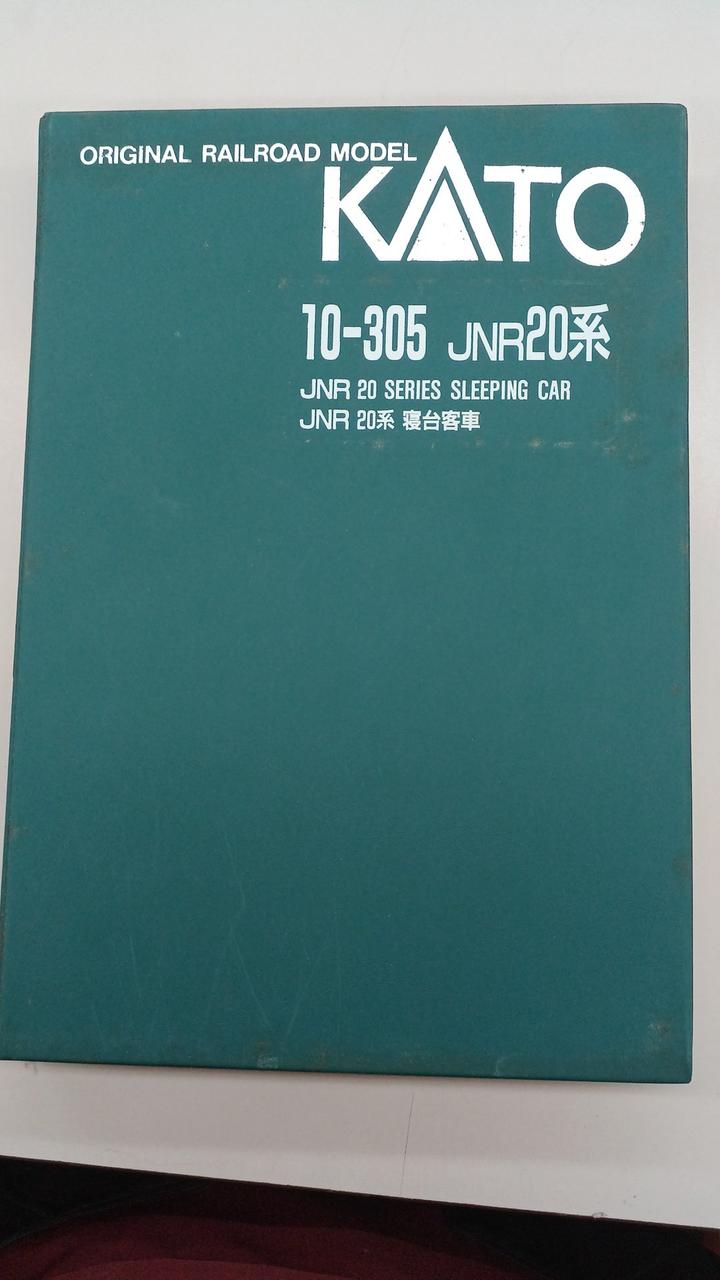 ORIGINAL RAILROAD MODEL
KATO
10-305 JNR20系
JNR 20 SERIES SLEEPING CAR
JNR 20系 寝台客車